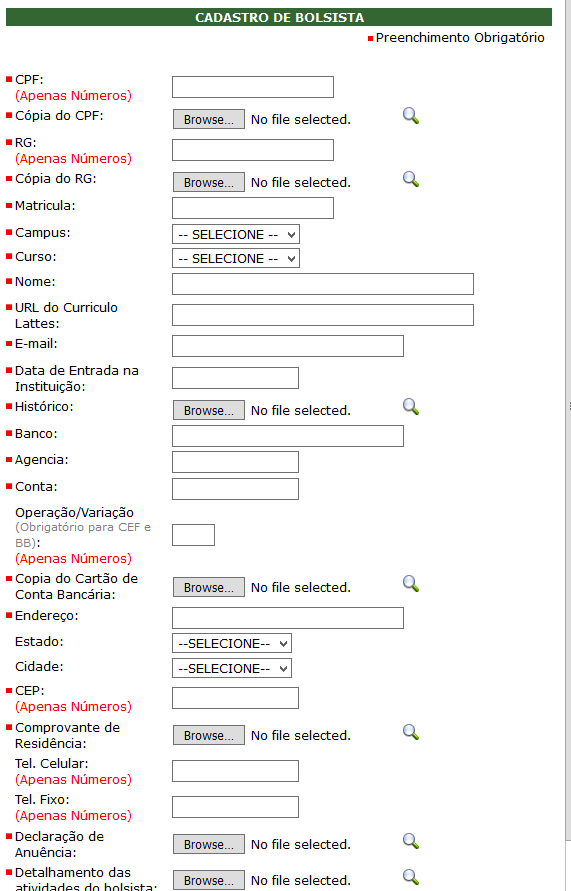 CADASTRO DE BOLSISTA
Preenchimento Obrigatório
CPF:
(Apenas Números)
Cópia do CPF: Browse... No file selected.
RG:
(Apenas Números)
Cópia do RG: Browse... No file selected.
Matricula:
Campus: -- SELECIONE --
Curso: -- SELECIONE --
Nome:
URL do Curriculo
Lattes:
E-mail:
Data de Entrada na
Instituição:
Histórico: Browse... No file selected.
Banco:
Agencia:
Conta:
Operação/Variação
(Obrigatório para CEF e
BB):
(Apenas Números)
Copia do Cartão de
Conta Bancária: Browse... No file selected.
Endereço:
Estado: --SELECIONE--
Cidade: --SELECIONE--
CEP:
(Apenas Números)
Comprovante de
Residência: Browse... No file selected.
Tel. Celular:
(Apenas Números)
Tel. Fixo:
(Apenas Números)
Declaração de
Anuência: Browse... No file selected.
Detalhamento das
atividades do bolsista: Browse... No file selected.